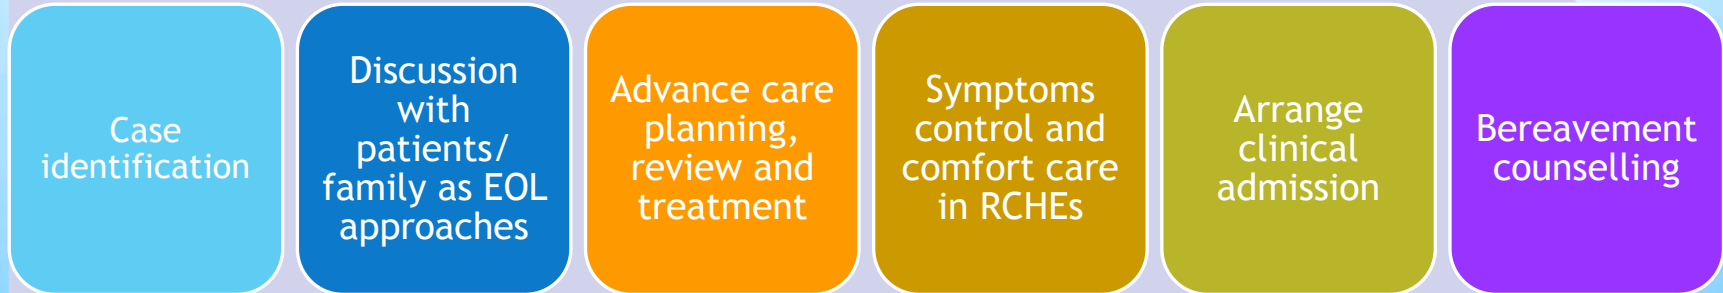 Case
identification
Discussion
with
patients/
family as EOL
approaches
Advance care
planning,
review and
treatment
Symptoms
control and
comfort care
in RCHEs
Arrange
clinical
admission
Bereavement
counselling